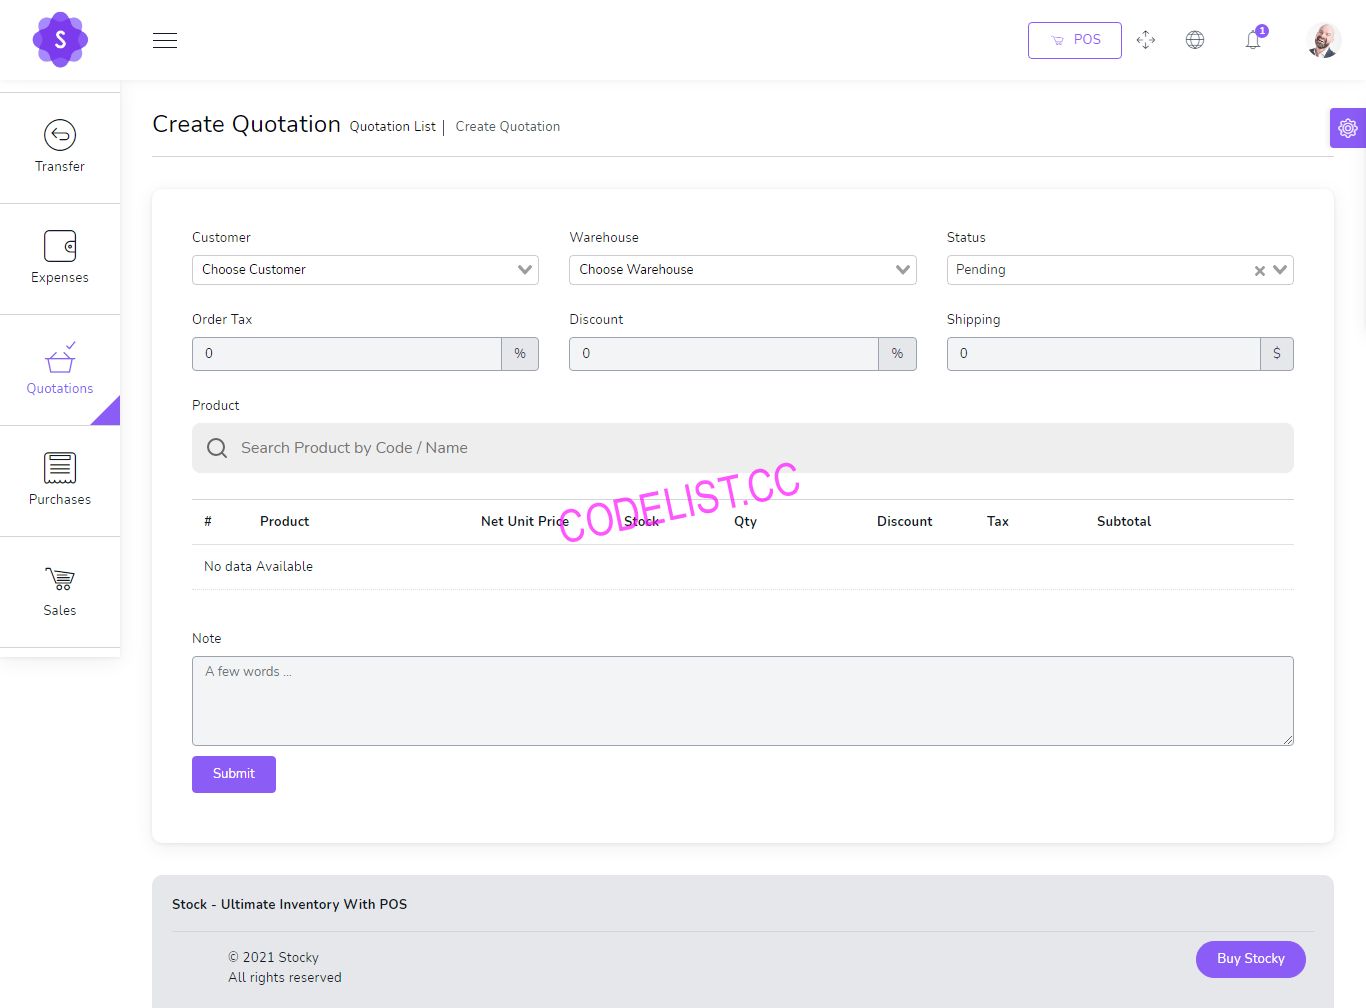 S
POS
1
Transfer
Expenses
Quotations
Purchases
Sales
Create Quotation Quotation List | Create Quotation
Customer Warehouse Status
Choose Customer Choose Warehouse Pending
Order Tax Discount Shipping
0 % 0 % 0 $
Product
Search Product by Code / Name
CODELIST.CC
# Product Net Unit Price Stock Qty Discount Tax Subtotal
No data Available
Note
A few words ...
Submit
Stock - Ultimate Inventory With POS
© 2021 Stocky
All rights reserved
Buy Stocky